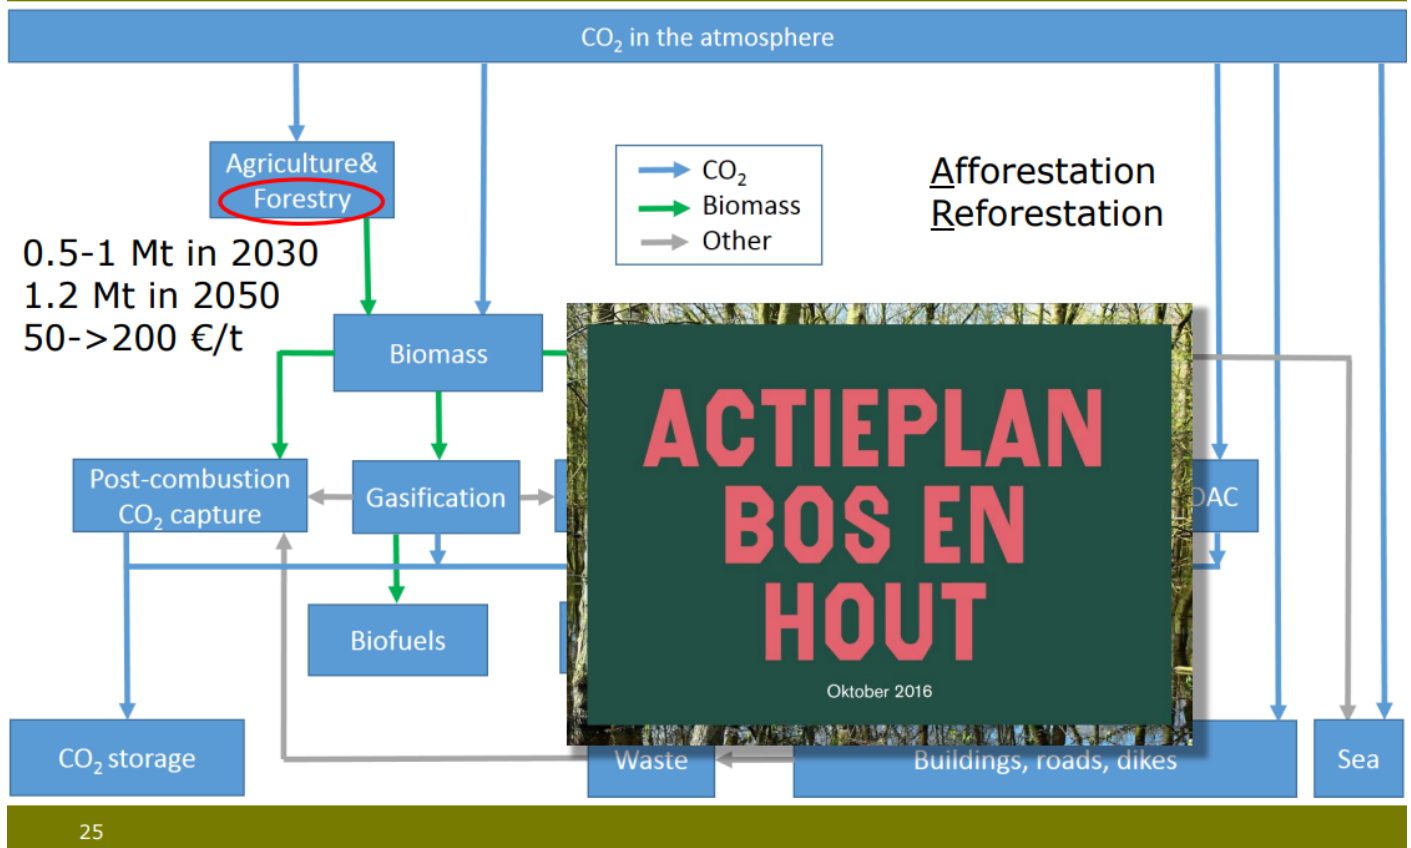 CO₂ in the atmosphere
Agriculture&
Forestry
CO₂
Biomass
Other
Afforestation
Reforestation
0.5-1 Mt in 2030
1.2 Mt in 2050
50->200 €/t
Biomass
ACTIEPLAN
BOS EN
HOUT
Oktober 2016
Post-combustion
CO₂ capture
Gasification
DAC
Biofuels
CO₂ storage
Waste
Buildings, roads, dikes
Sea
25